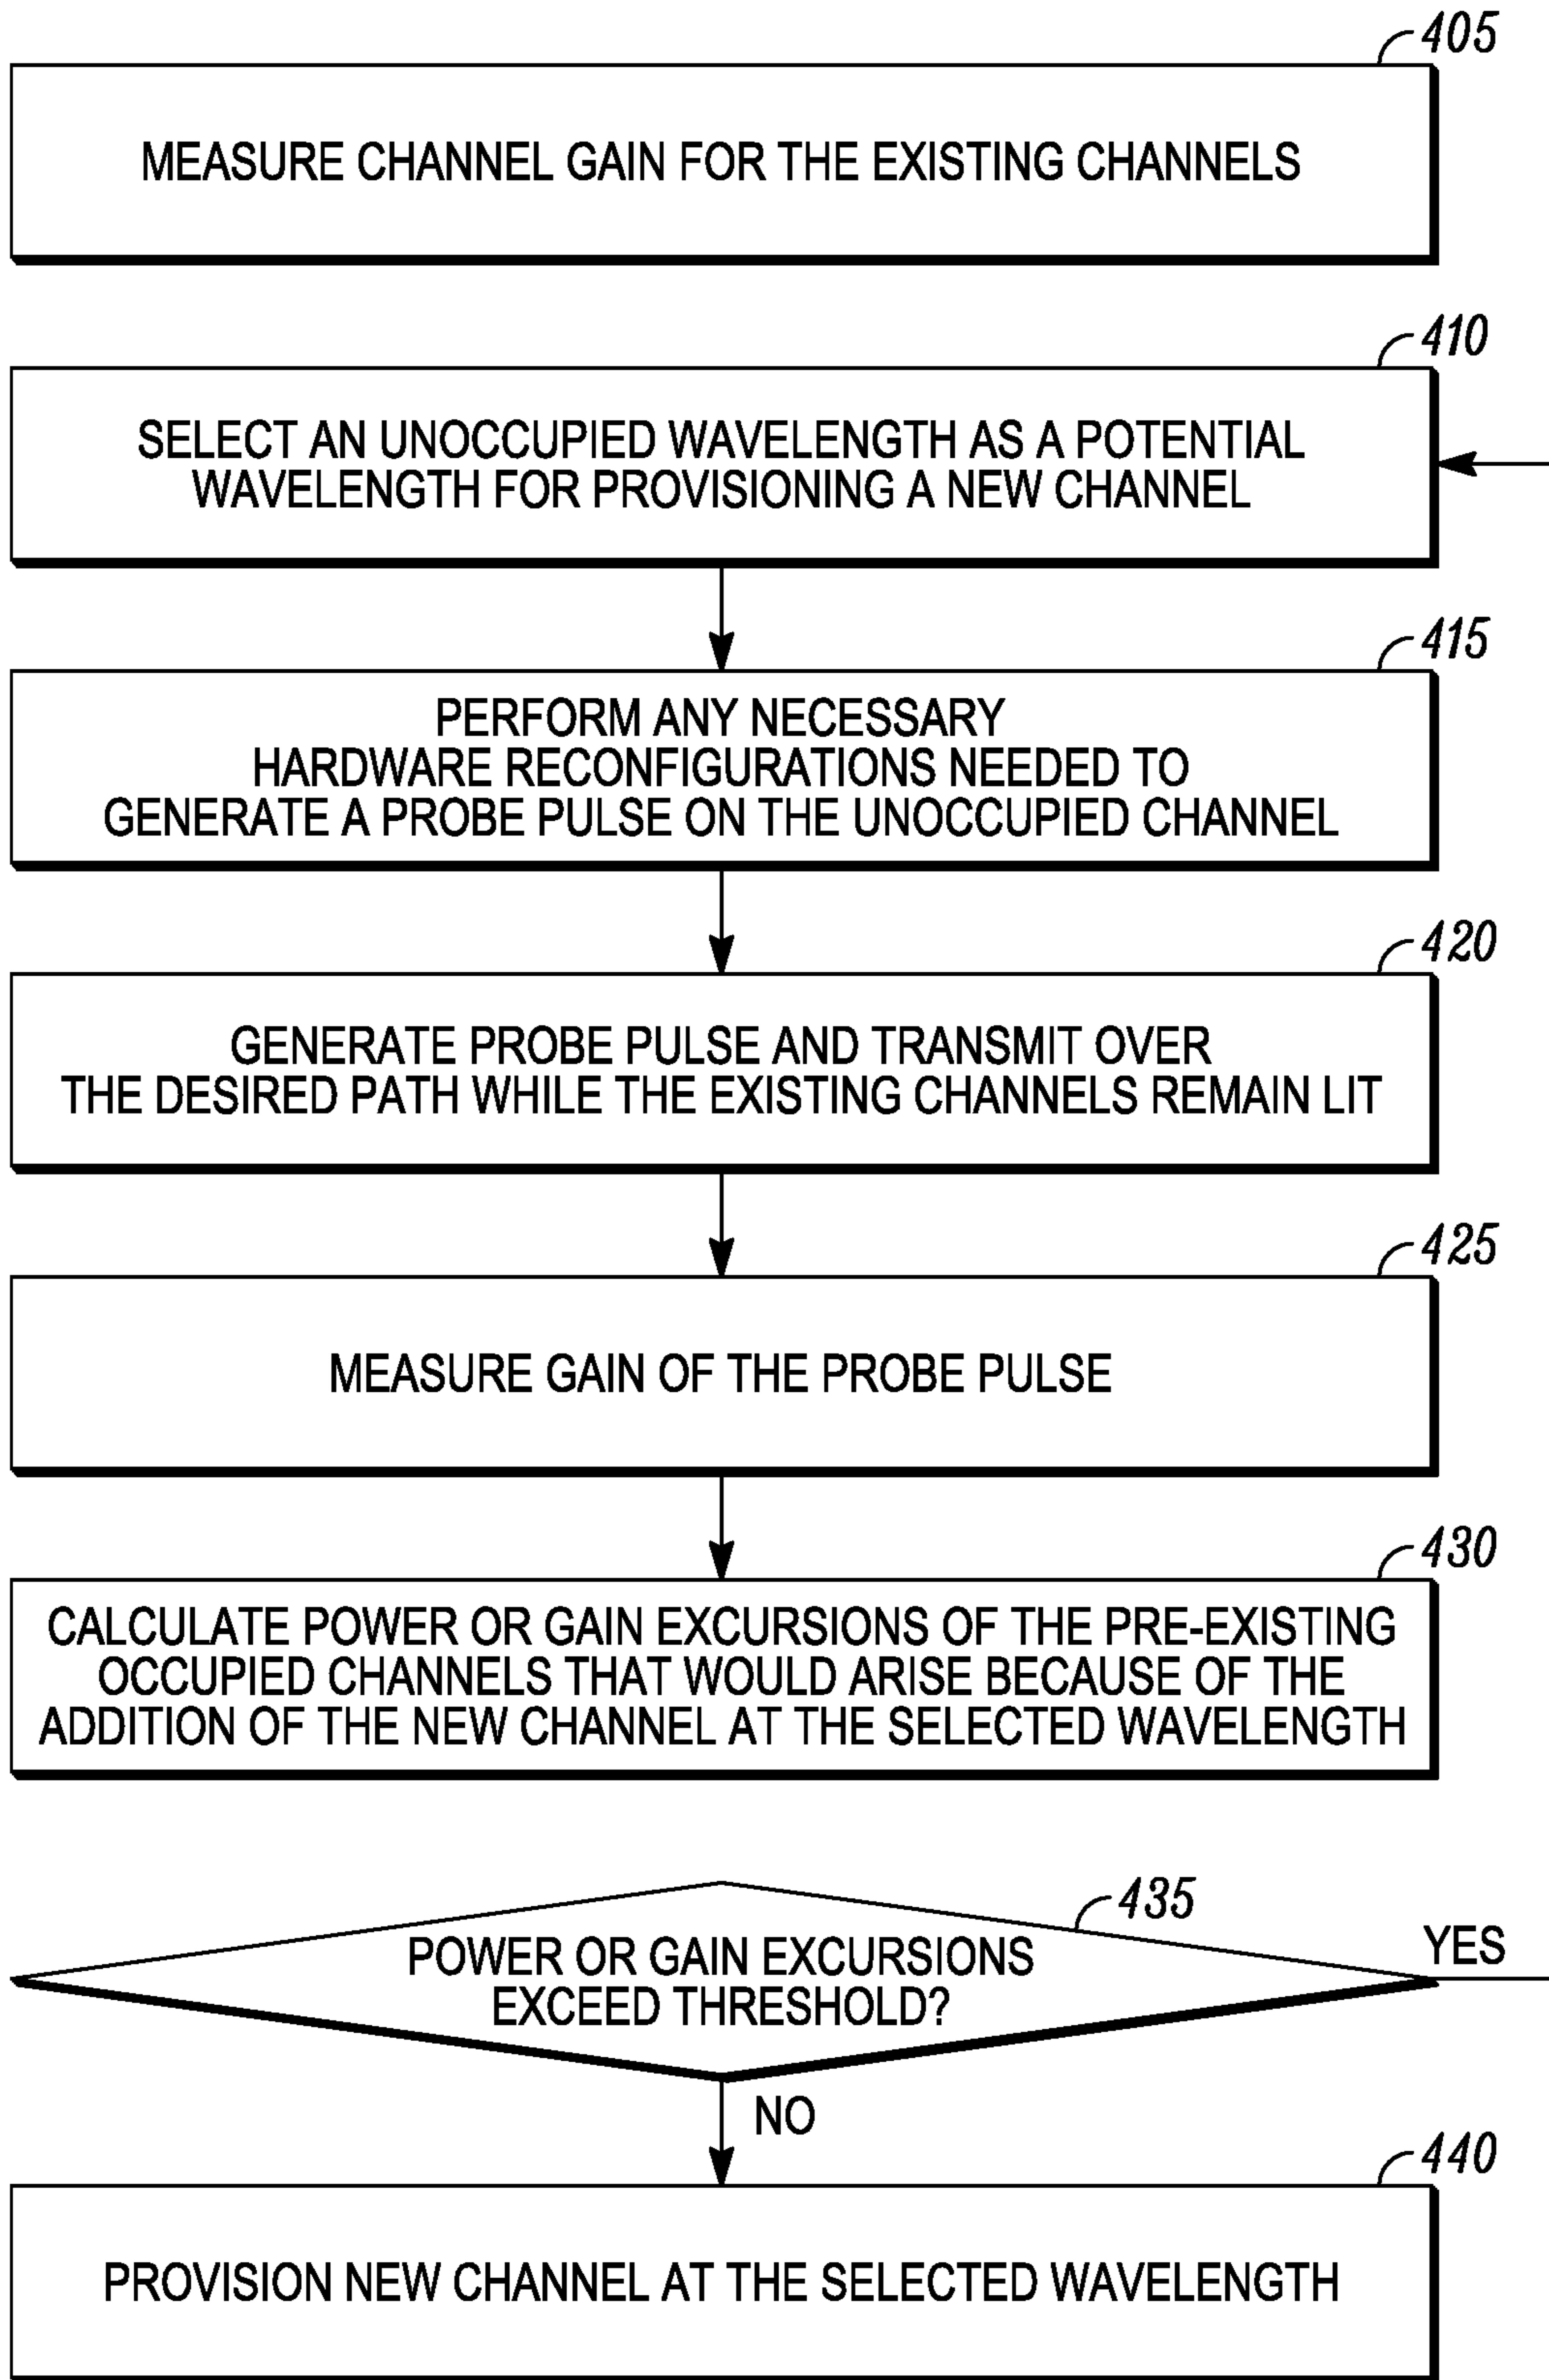 405
MEASURE CHANNEL GAIN FOR THE EXISTING CHANNELS
410
SELECT AN UNOCCUPIED WAVELENGTH AS A POTENTIAL
WAVELENGTH FOR PROVISIONING A NEW CHANNEL
415
PERFORM ANY NECESSARY
HARDWARE RECONFIGURATIONS NEEDED TO
GENERATE A PROBE PULSE ON THE UNOCCUPIED CHANNEL
420
GENERATE PROBE PULSE AND TRANSMIT OVER
THE DESIRED PATH WHILE THE EXISTING CHANNELS REMAIN LIT
425
MEASURE GAIN OF THE PROBE PULSE
430
CALCULATE POWER OR GAIN EXCURSIONS OF THE PRE-EXISTING
OCCUPIED CHANNELS THAT WOULD ARISE BECAUSE OF THE
ADDITION OF THE NEW CHANNEL AT THE SELECTED WAVELENGTH
435
POWER OR GAIN EXCURSIONS
EXCEED THRESHOLD?
YES
NO
440
PROVISION NEW CHANNEL AT THE SELECTED WAVELENGTH